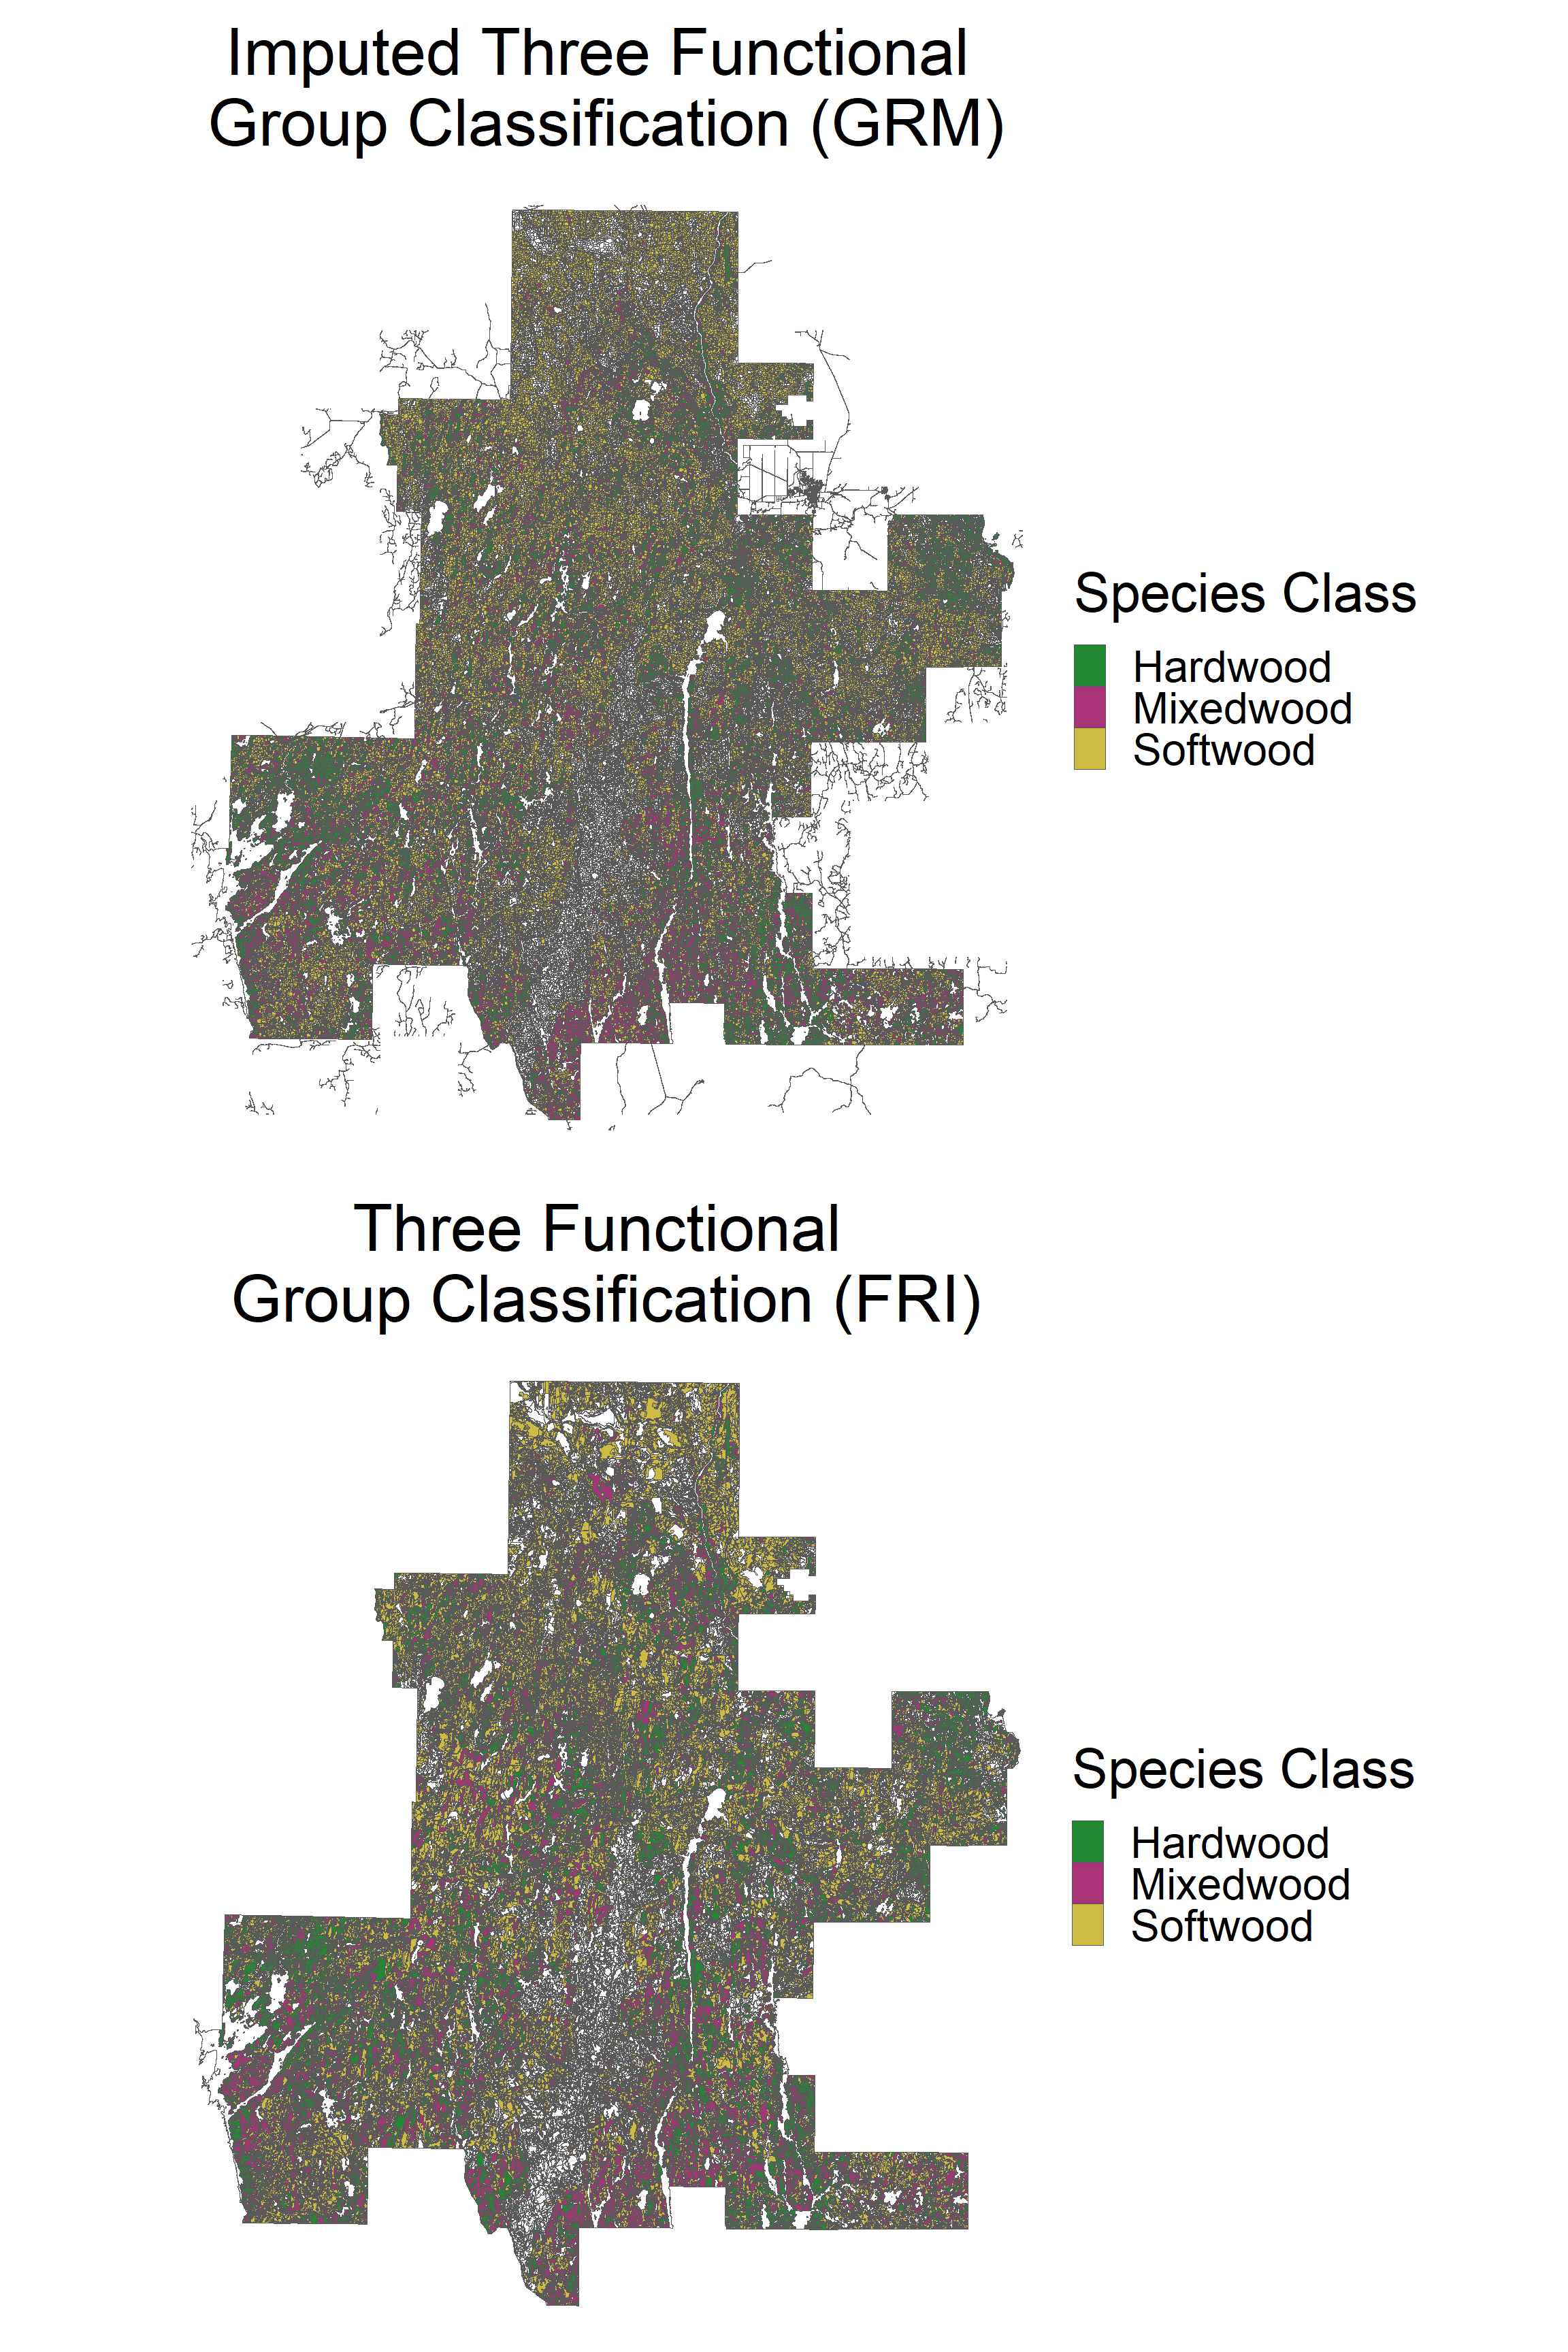 Imputed Three Functional
Group Classification (GRM)
Species Class
Hardwood
Mixedwood
Softwood
Three Functional
Group Classification (FRI)
Species Class
Hardwood
Mixedwood
Softwood